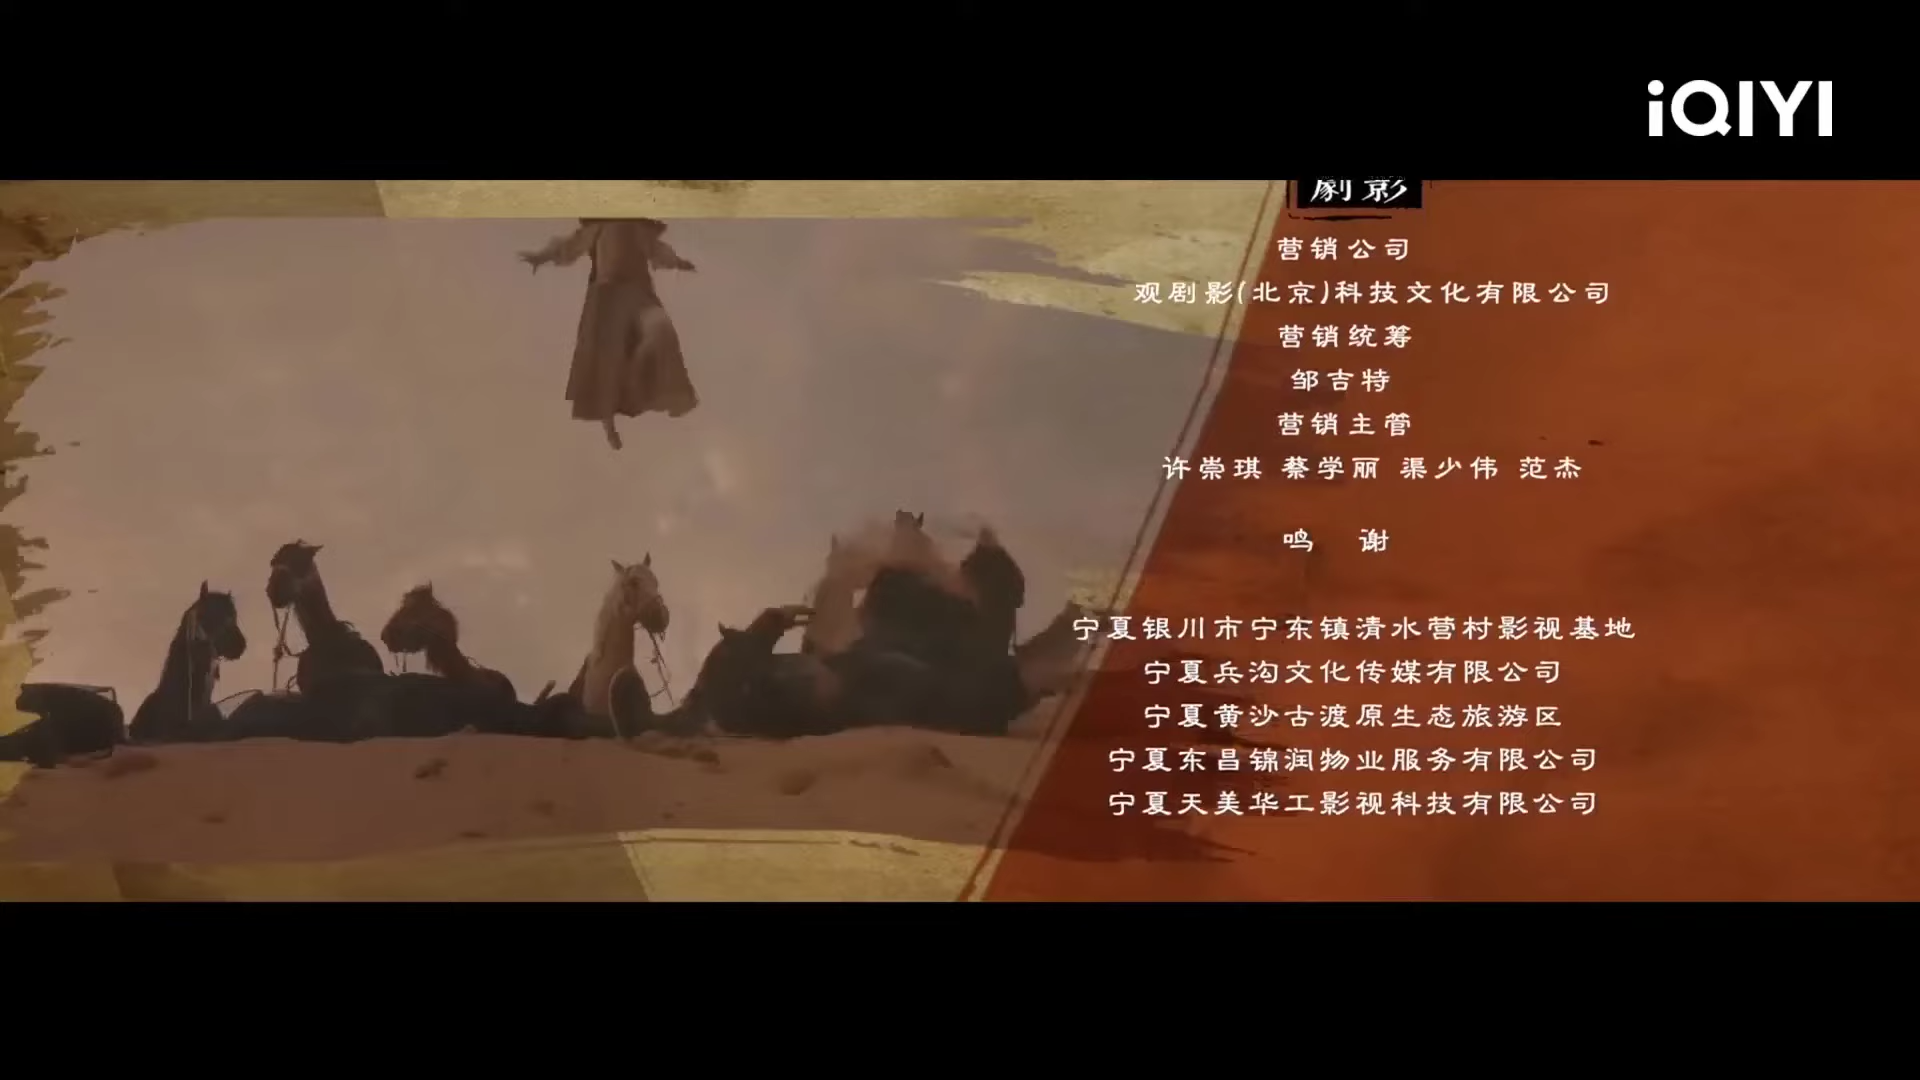 iQIYI
劇影
营销公司
观剧影(北京)科技文化有限公司
营销统筹
邹吉特
营销主管
许崇琪 蔡学丽 渠少伟 范杰
鸣 谢
宁夏银川市宁东镇清水营村影视基地
宁夏兵沟文化传媒有限公司
宁夏黄沙古渡原生态旅游区
宁夏东昌锦润物业服务有限公司
宁夏天美华工影视科技有限公司